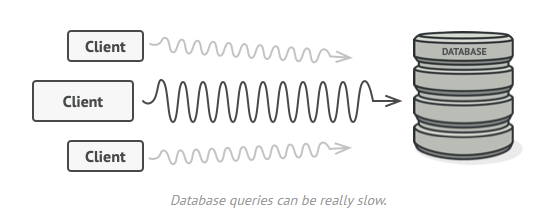 Client
DATABASE
Client
Client
Database queries can be really slow.